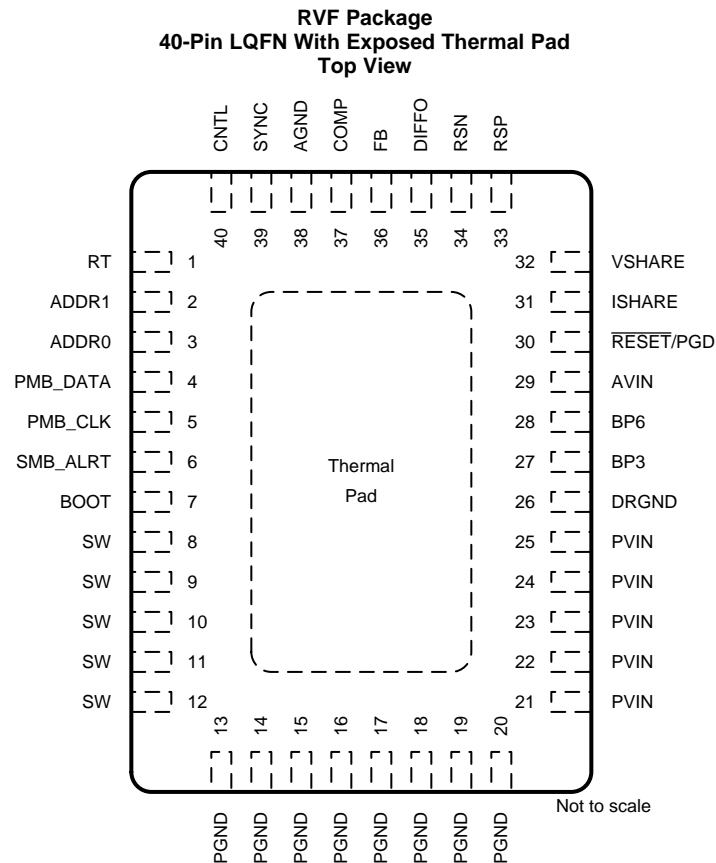 RVF Package
40-Pin LQFN With Exposed Thermal Pad
Top View
CNTL
SYNC
AGND
COMP
FB
DIFFO
RSN
RSP
40
39
38
37
36
35
34
33
RT 1
ADDR1 2
ADDR0 3
PMB_DATA 4
PMB_CLK 5
SMB_ALRT 6
BOOT 7
SW 8
SW 9
SW 10
SW 11
SW 12
Thermal
Pad
32 VSHARE
31 ISHARE
30 RESET/PGD
29 AVIN
28 BP6
27 BP3
26 DRGND
25 PVIN
24 PVIN
23 PVIN
22 PVIN
21 PVIN
13
14
15
16
17
18
19
20
PGND
PGND
PGND
PGND
PGND
PGND
PGND
PGND
Not to scale